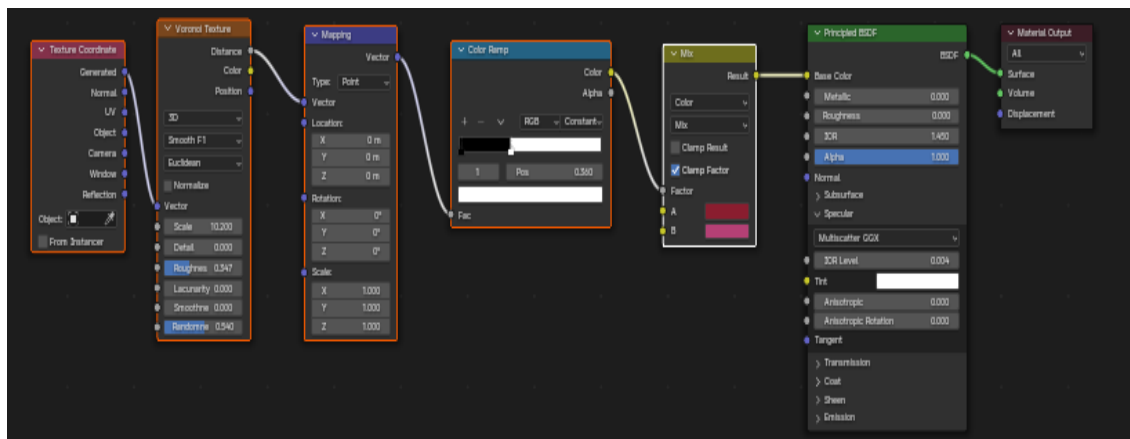 Texture Coordinate
Generated
Normal
UV
Object
Camera
Window
Reflection
Object:
From Instancer
Voronoi Texture
Distance
Color
Position
3D
Smooth F1
Euclidean
Normalize
Vector
Scale 10.200
Detail 0.000
Roughnes 0.347
Lacunarity 0.000
Smoothne 0.000
Randomne 0.540
Mapping
Vector
Type: Point
Vector
Location:
X 0 m
Y 0 m
Z 0 m
Rotation:
X 0°
Y 0°
Z 0°
Scale:
X 1.000
Y 1.000
Z 1.000
Color Ramp
Color
Alpha
+ − RGB Constant
1 Pos 0.360
Fac
Mix
Result
Color
Mix
Clamp Result
Clamp Factor
Factor
A
B
Principled BSDF
BSDF
Base Color
Metallic 0.000
Roughness 0.000
IOR 1.450
Alpha 1.000
Normal
Subsurface
Specular
Multiscatter GGX
IOR Level 0.004
Tint
Anisotropic 0.000
Anisotropic Rotation 0.000
Tangent
Transmission
Coat
Sheen
Emission
Material Output
All
Surface
Volume
Displacement